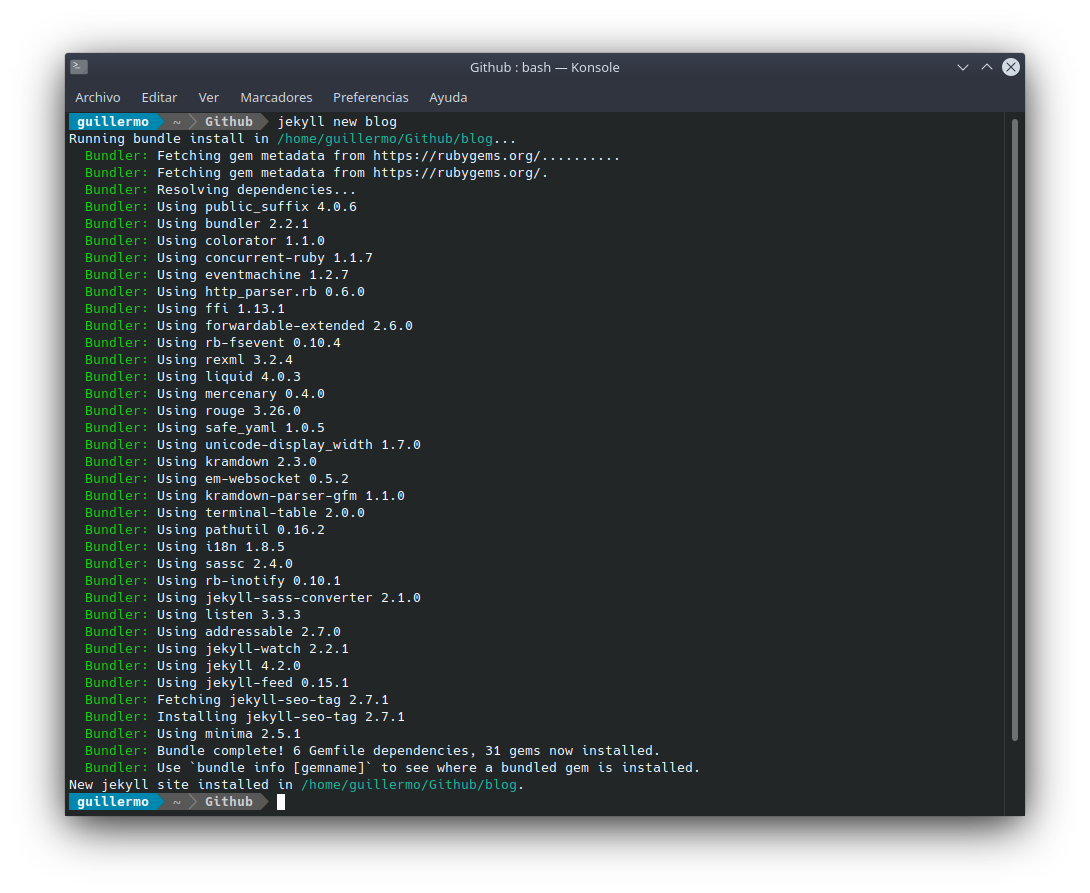 Github : bash — Konsole
Archivo Editar Ver Marcadores Preferencias Ayuda
guillermo ~ Github jekyll new blog
Running bundle install in /home/guillermo/Github/blog...
Bundler: Fetching gem metadata from https://rubygems.org/..........
Bundler: Fetching gem metadata from https://rubygems.org/.
Bundler: Resolving dependencies...
Bundler: Using public_suffix 4.0.6
Bundler: Using bundler 2.2.1
Bundler: Using colorator 1.1.0
Bundler: Using concurrent-ruby 1.1.7
Bundler: Using eventmachine 1.2.7
Bundler: Using http_parser.rb 0.6.0
Bundler: Using ffi 1.13.1
Bundler: Using forwardable-extended 2.6.0
Bundler: Using rb-fsevent 0.10.4
Bundler: Using rexml 3.2.4
Bundler: Using liquid 4.0.3
Bundler: Using mercenary 0.4.0
Bundler: Using rouge 3.26.0
Bundler: Using safe_yaml 1.0.5
Bundler: Using unicode-display_width 1.7.0
Bundler: Using kramdown 2.3.0
Bundler: Using em-websocket 0.5.2
Bundler: Using kramdown-parser-gfm 1.1.0
Bundler: Using terminal-table 2.0.0
Bundler: Using pathutil 0.16.2
Bundler: Using i18n 1.8.5
Bundler: Using sassc 2.4.0
Bundler: Using rb-inotify 0.10.1
Bundler: Using jekyll-sass-converter 2.1.0
Bundler: Using listen 3.3.3
Bundler: Using addressable 2.7.0
Bundler: Using jekyll-watch 2.2.1
Bundler: Using jekyll 4.2.0
Bundler: Using jekyll-feed 0.15.1
Bundler: Fetching jekyll-seo-tag 2.7.1
Bundler: Installing jekyll-seo-tag 2.7.1
Bundler: Using minima 2.5.1
Bundler: Bundle complete! 6 Gemfile dependencies, 31 gems now installed.
Bundler: Use `bundle info [gemname]` to see where a bundled gem is installed.
New jekyll site installed in /home/guillermo/Github/blog.
guillermo ~ Github